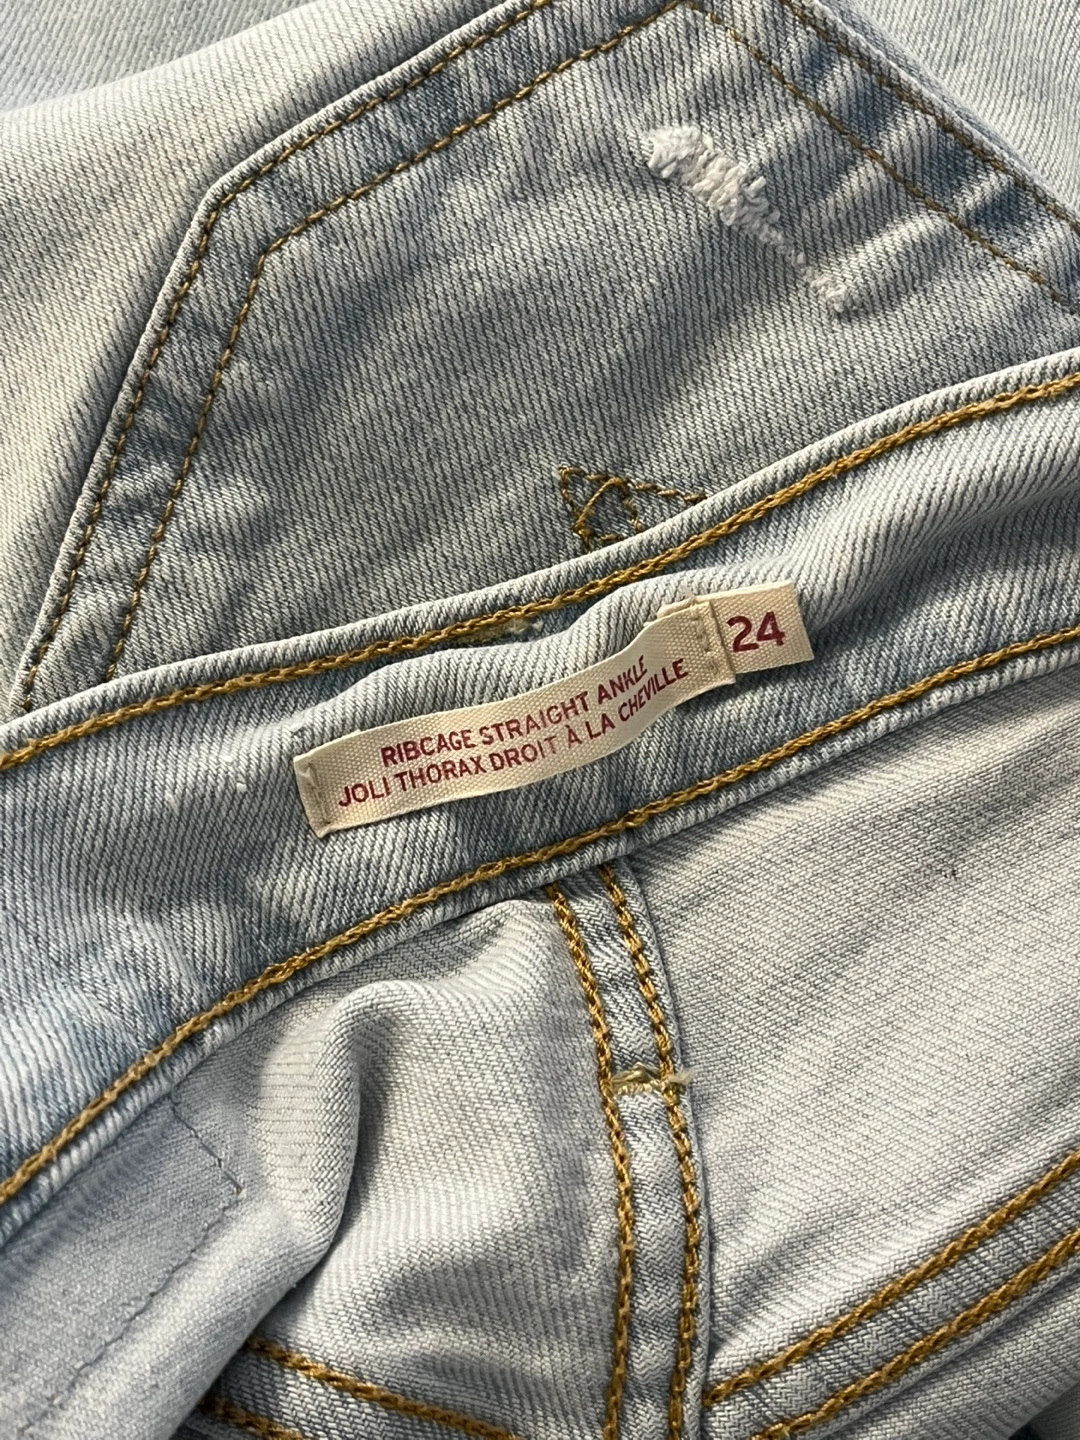 RIBCAGE STRAIGHT ANKLE
JOLI THORAX DROIT À LA CHEVILLE
24